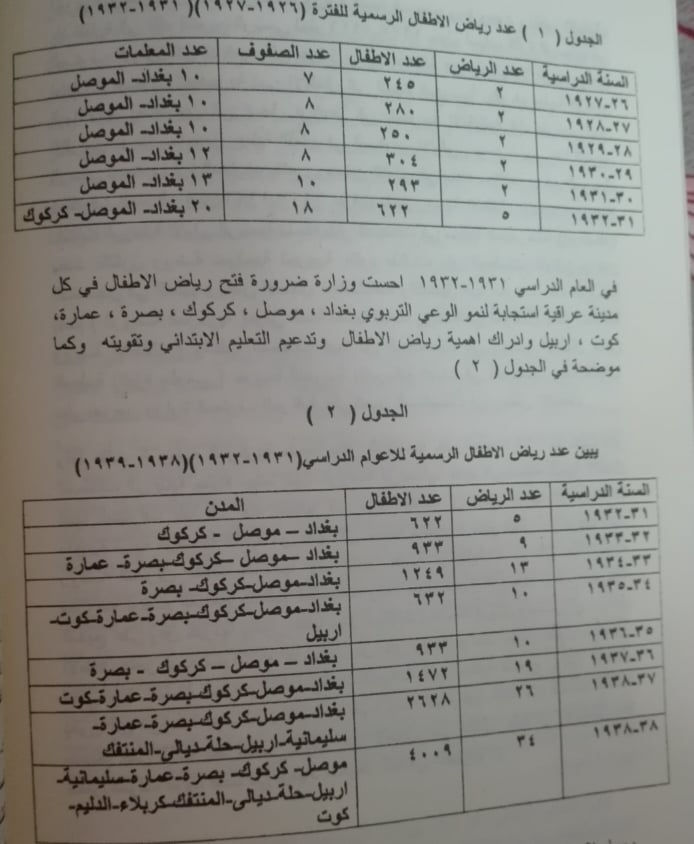 الجدول ( ١ ) عدد رياض الاطفال الرسمية للفترة (١٩٢٦-١٩٢٧)( ١٩٣١-١٩٣٢)
السنة الدراسية عدد الرياض عدد الاطفال عدد الصفوف عدد المعلمات
٢٦-١٩٢٧ ٢ ٢٤٥ ٧ ١٠ بغداد- الموصل
٢٧-١٩٢٨ ٢ ٢٨٠ ٨ ١٠ بغداد- الموصل
٢٨-١٩٢٩ ٢ ٢٥٠ ٨ ١٠ بغداد- الموصل
٢٩-١٩٣٠ ٢ ٣٠٤ ٨ ١٢ بغداد- الموصل
٣٠-١٩٣١ ٢ ٢٩٣ ١٠ ١٣ بغداد- الموصل
٣١-١٩٣٢ ٥ ٦٢٢ ١٨ ٢٠ بغداد- الموصل-كركوك
في العام الدراسي ١٩٣١-١٩٣٢ احست وزارة ضرورة فتح رياض الاطفال في كل
مدينة عراقية استجابة لنمو الوعي التربوي بغداد ، موصل ، كركوك ، بصرة ، عمارة،
كوت ، اربيل وادراك اهمية رياض الاطفال وتدعيم التعليم الابتدائي وتقويته وكما
موضحة في الجدول ( ٢ )
الجدول ( ٢ )
يبين عدد رياض الاطفال الرسمية للاعوام الدراسي(١٩٣١-١٩٣٢)(١٩٣٨-١٩٣٩)
السنة الدراسية عدد الرياض عدد الاطفال المدن
٣١-١٩٣٢ ٥ ٦٢٢ بغداد – موصل - كركوك
٣٢-١٩٣٣ ٩ ٩٣٣ بغداد –موصل –كركوك-بصرة- عمارة
٣٣-١٩٣٤ ١٣ ١٢٤٩ بغداد-موصل-كركوك- بصرة
٣٤-١٩٣٥ ١٠ ٦٣٢ بغداد-موصل-كركوك-بصرة-عمارة-كوت-
اربيل
٣٥-١٩٣٦ ١٠ ٩٣٣ بغداد – موصل – كركوك - بصرة
٣٦-١٩٣٧ ١٩ ١٤٧٢ بغداد-موصل-كركوك-بصرة-عمارة-كوت
٣٧-١٩٣٨ ٢٦ ٢٦٢٨ بغداد-موصل-كركوك-بصرة-عمارة-
سليمانية-اربيل-حلة-ديالى-المنتفك
٣٨-١٩٣٨ ٣٤ ٤٠٠٩ موصل- كركوك- بصرة-عمارة-سليمانية-
اربيل-حلة-ديالى-المنتفك-كربلاء-الدليم-
كوت